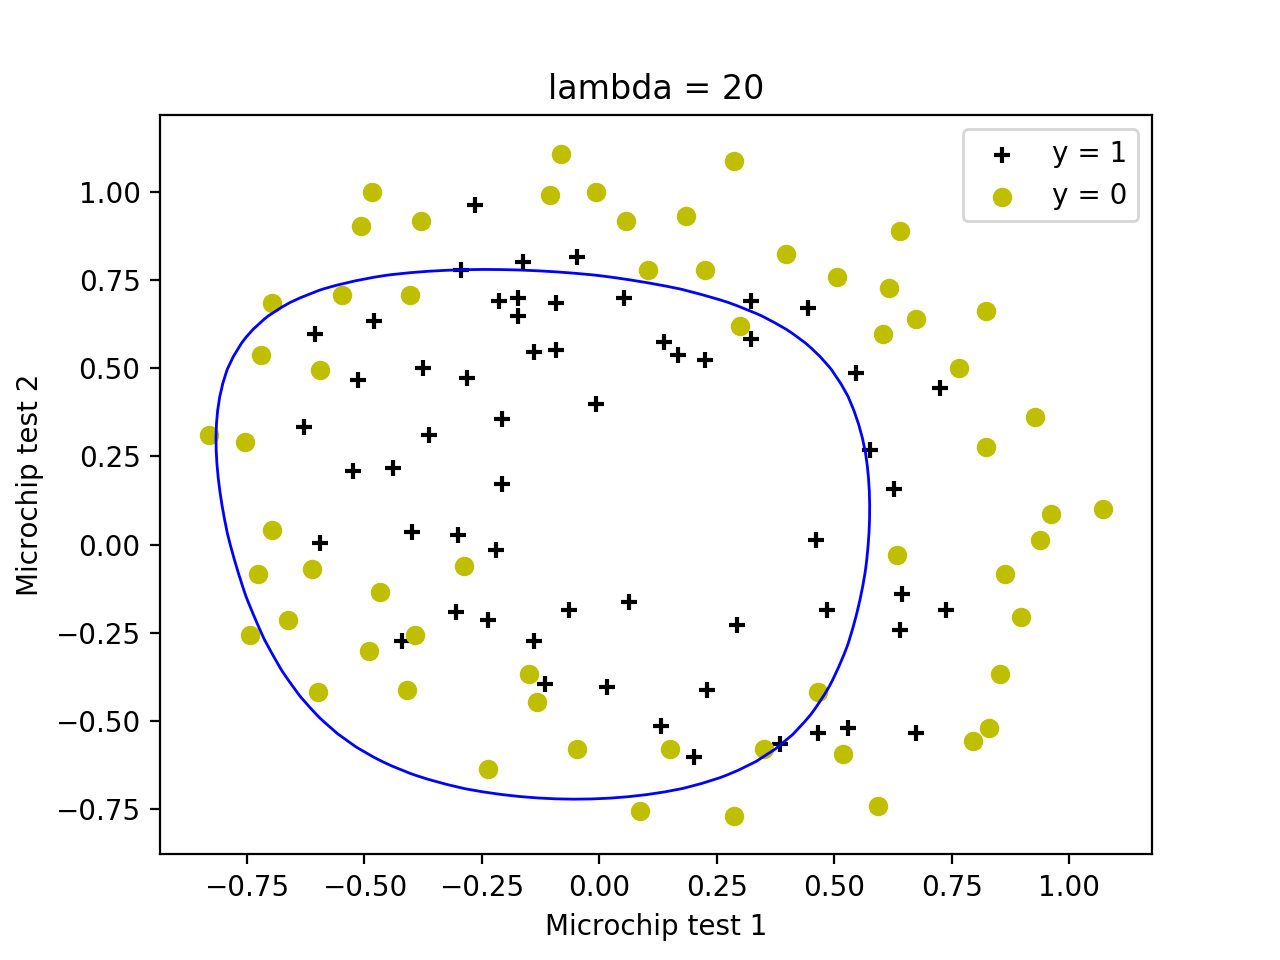 lambda = 20
y = 1
y = 0
1.00
0.75
0.50
0.25
0.00
−0.25
−0.50
−0.75
Microchip test 2
−0.75 −0.50 −0.25 0.00 0.25 0.50 0.75 1.00
Microchip test 1